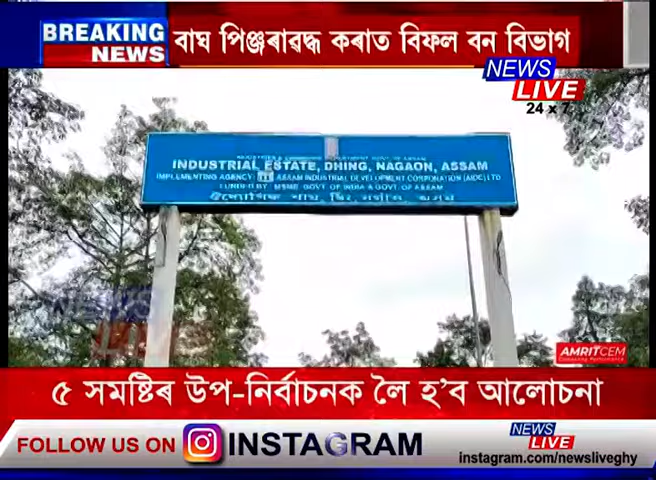 BREAKING
NEWS
বাঘ পিঞ্জৰাৱদ্ধ কৰাত বিফল বন বিভাগ
NEWS
LIVE
24 x 7
INDUSTRIAL ESTATE, DHING, NAGAON, ASSAM
IMPLEMENTING AGENCY: ASSAM INDUSTRIAL DEVELOPMENT CORPORATION (AIDC) LTD
FUNDED BY: MSME GOVT. OF INDIA & GOVT. OF ASSAM
NEWS
AMRITCEM
৫ সমষ্টিৰ উপ-নিৰ্বাচনক লৈ হ'ব আলোচনা
FOLLOW US ON INSTAGRAM
NEWS
LIVE
instagram.com/newsliveghy